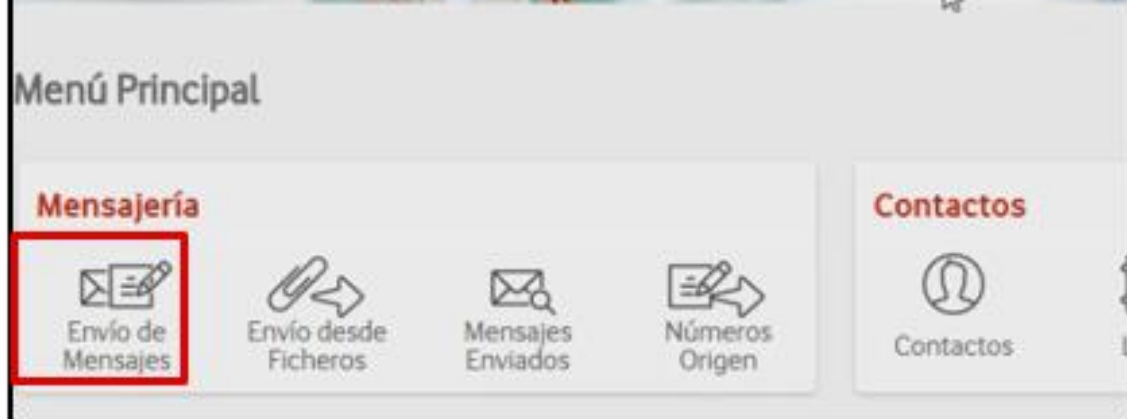 Menú Principal
Mensajería
Envío de
Mensajes
Envío desde
Ficheros
Mensajes
Enviados
Números
Origen
Contactos
Contactos